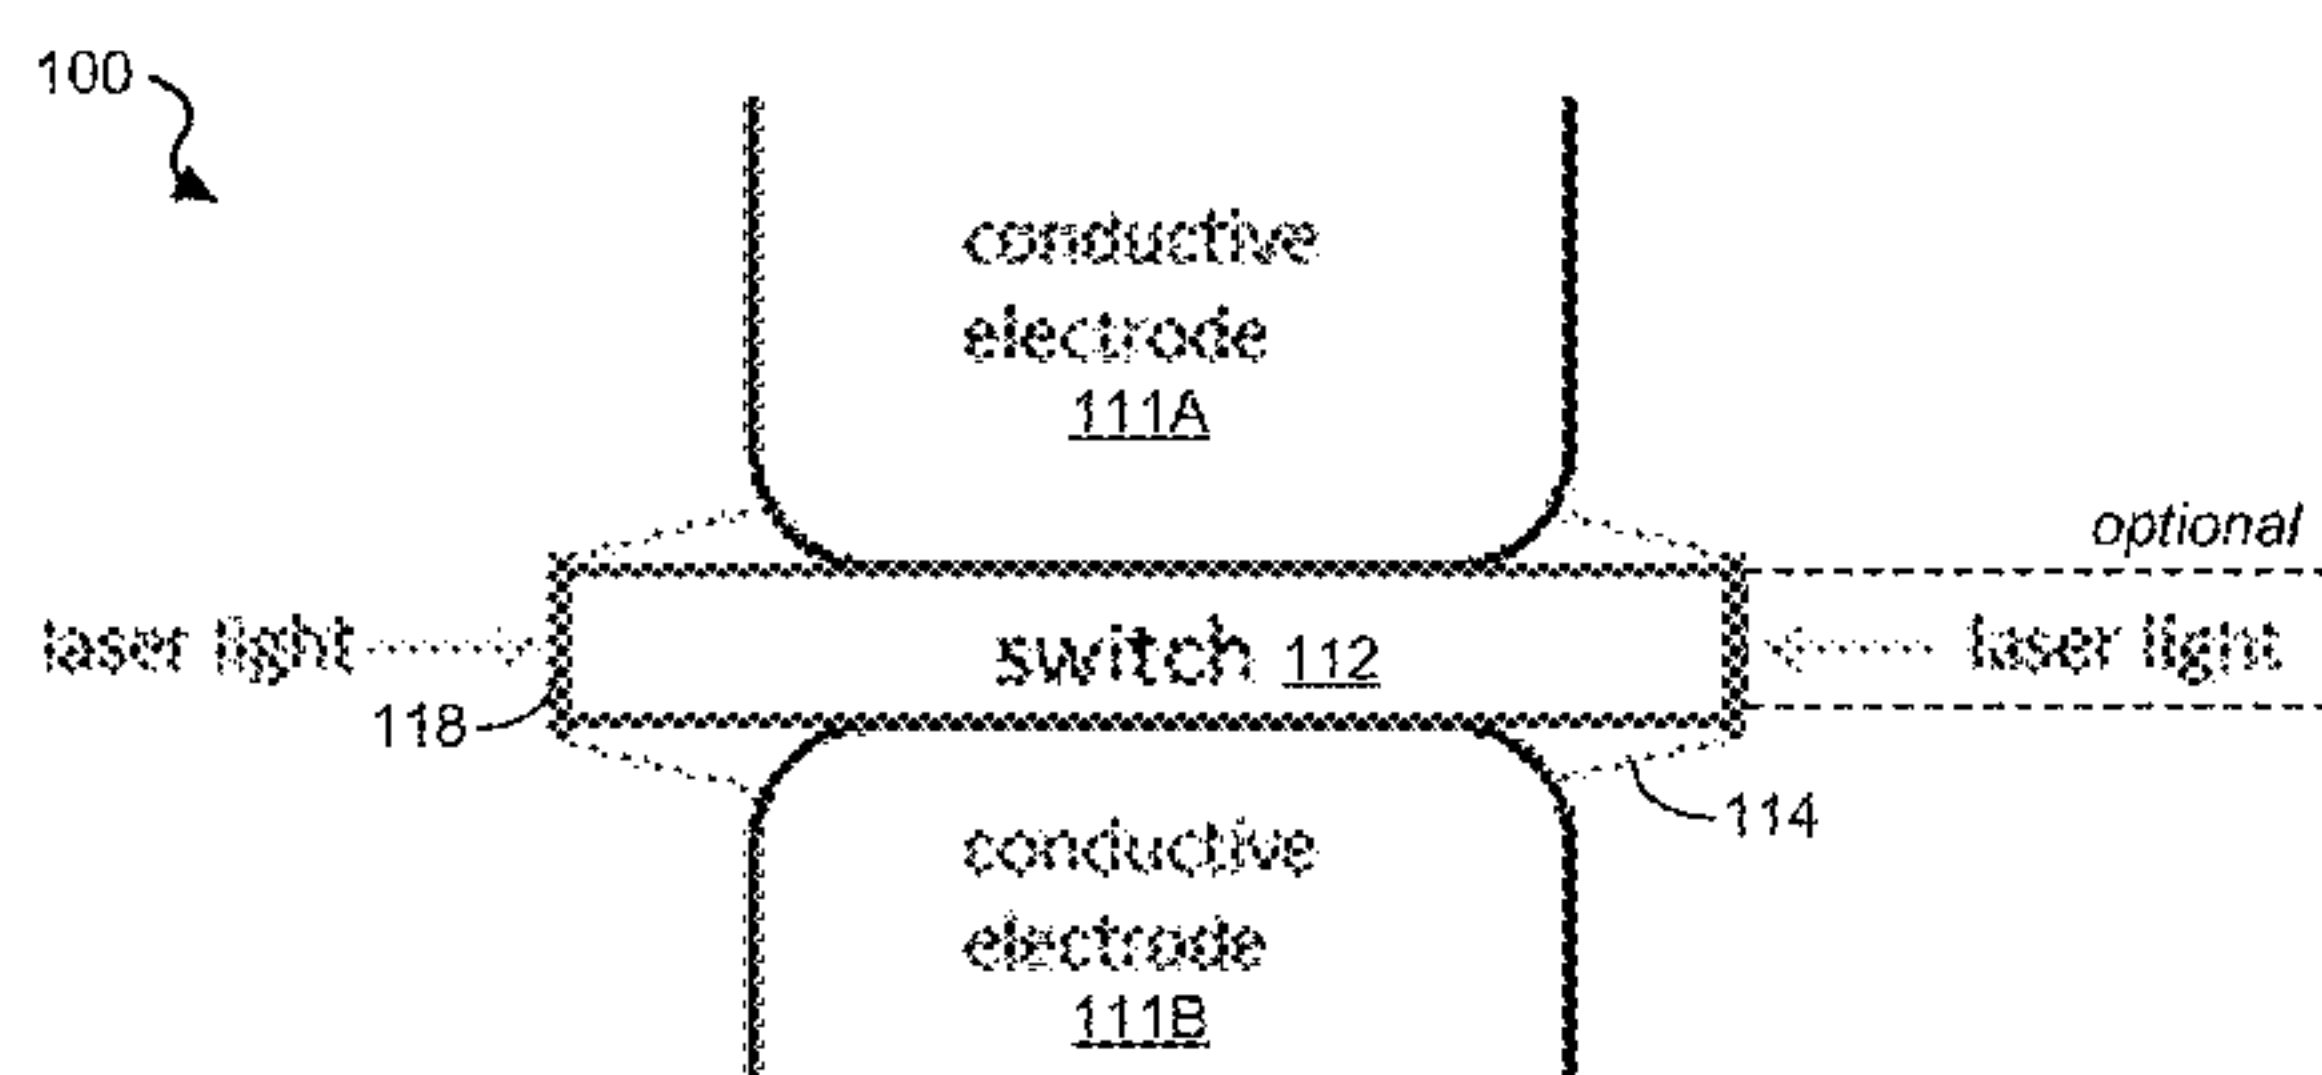 100
conductive
electrode
111A
optional
laser light
switch 112
laser light
118
114
conductive
electrode
111B